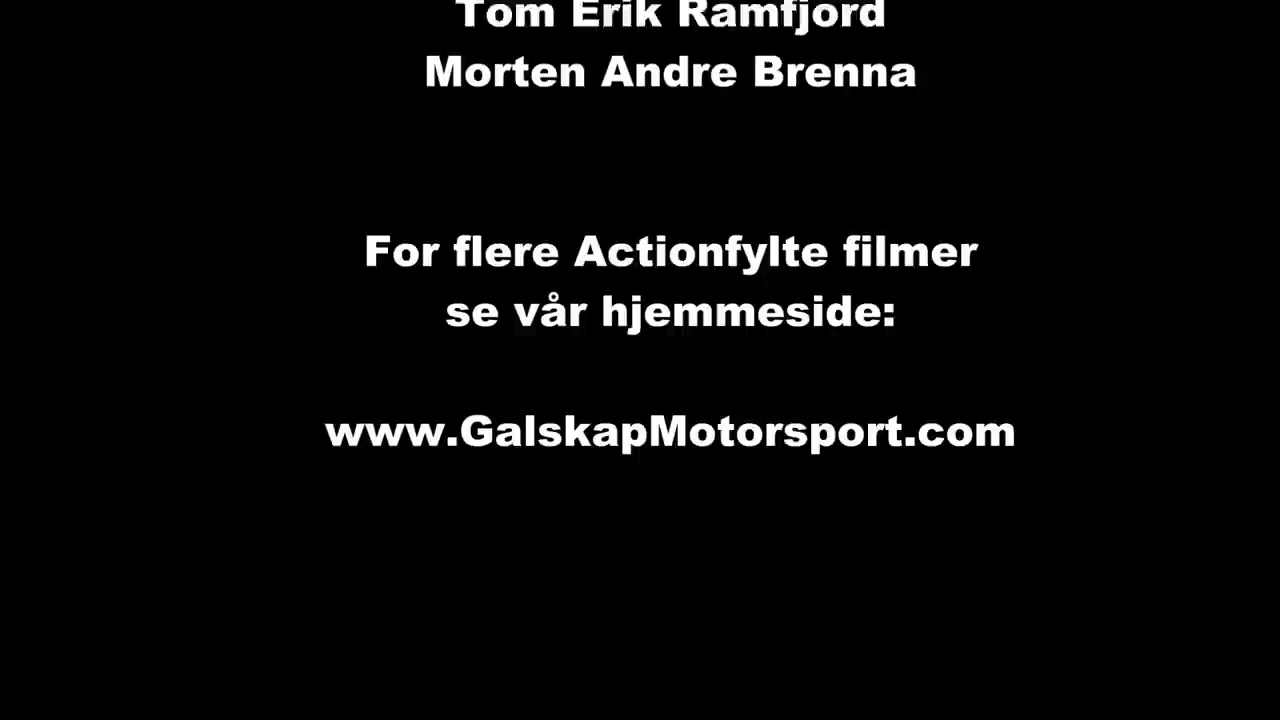 Tom Erik Ramfjord
Morten Andre Brenna
For flere Actionfylte filmer
se vår hjemmeside:
www.GalskapMotorsport.com